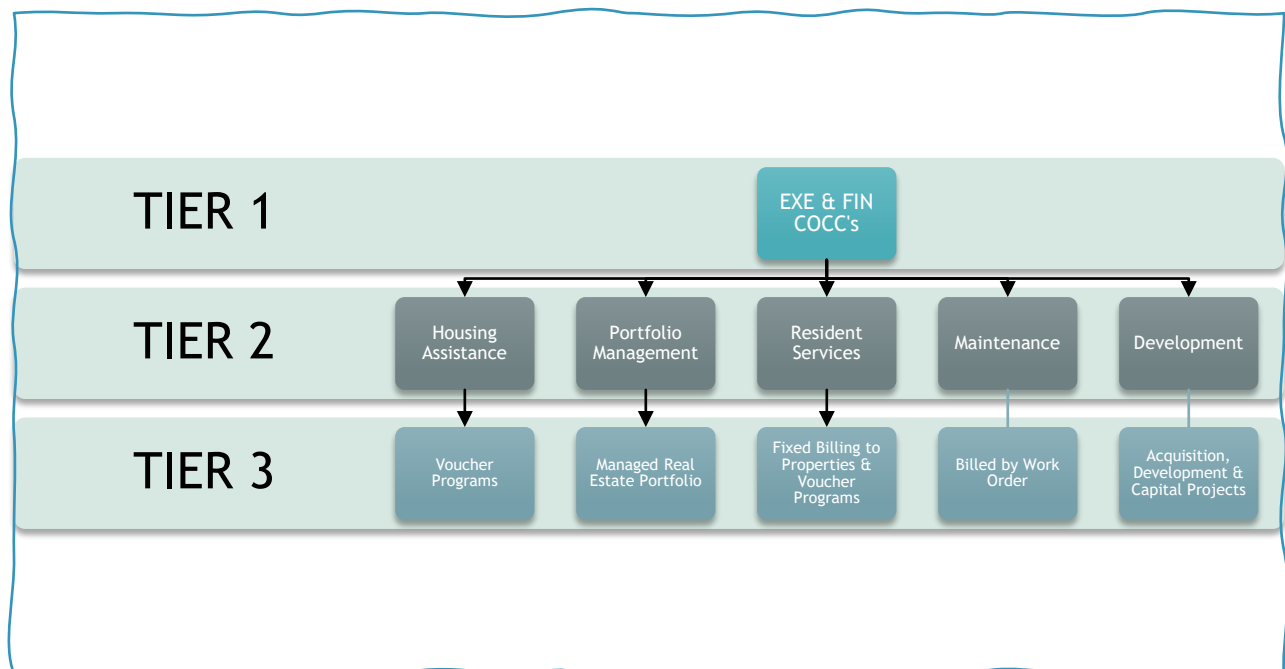 TIER 1
EXE & FIN
COCC's
TIER 2
Housing
Assistance
Portfolio
Management
Resident
Services
Maintenance
Development
TIER 3
Voucher
Programs
Managed Real
Estate Portfolio
Fixed Billing to
Properties &
Voucher
Programs
Billed by Work
Order
Acquisition,
Development &
Capital Projects